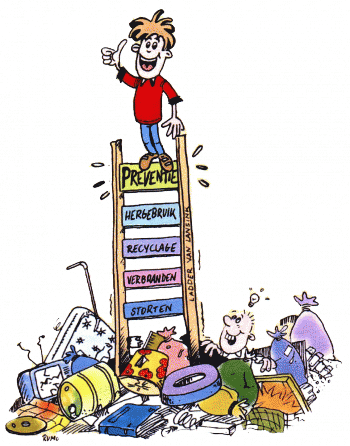 PREVENTIE
HERGEBRUIK
RECYCLAGE
VERBRANDEN
STORTEN
LADDER VAN LANSINK